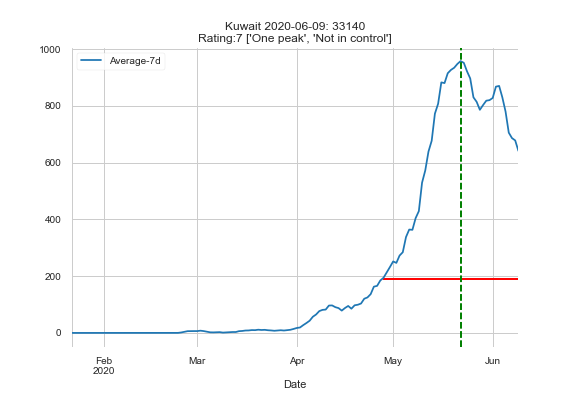 Kuwait 2020-06-09: 33140
Rating:7 ['One peak', 'Not in control']
Average-7d
1000
800
600
400
200
0
Feb Mar Apr May Jun
2020
Date